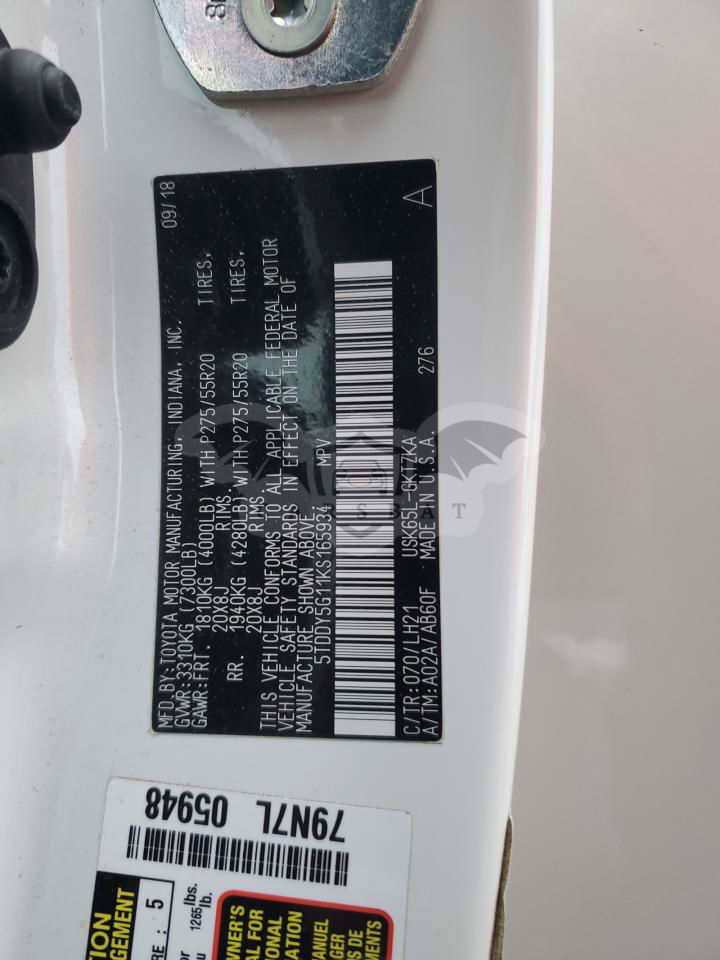 MFD.BY:TOYOTA MOTOR MANUFACTURING, INDIANA, INC. 09/18
GVWR:3310KG (7300LB)
GAWR:FRT. 1810KG (4000LB) WITH P275/55R20 TIRES,
20X8J RIMS,
RR. 1940KG (4280LB) WITH P275/55R20 TIRES,
20X8J RIMS.
THIS VEHICLE CONFORMS TO ALL APPLICABLE FEDERAL MOTOR
VEHICLE SAFETY STANDARDS IN EFFECT ON THE DATE OF
MANUFACTURE SHOWN ABOVE.
5TDDY5G11KS165934 MPV
C/TR:070/LH21 USK65L-GKTZKA 276 A
A/TM:A02A/AB60F MADE IN U.S.A.
SBAT
79N7L
05948
5
1265 lbs.
lb.
MANUEL